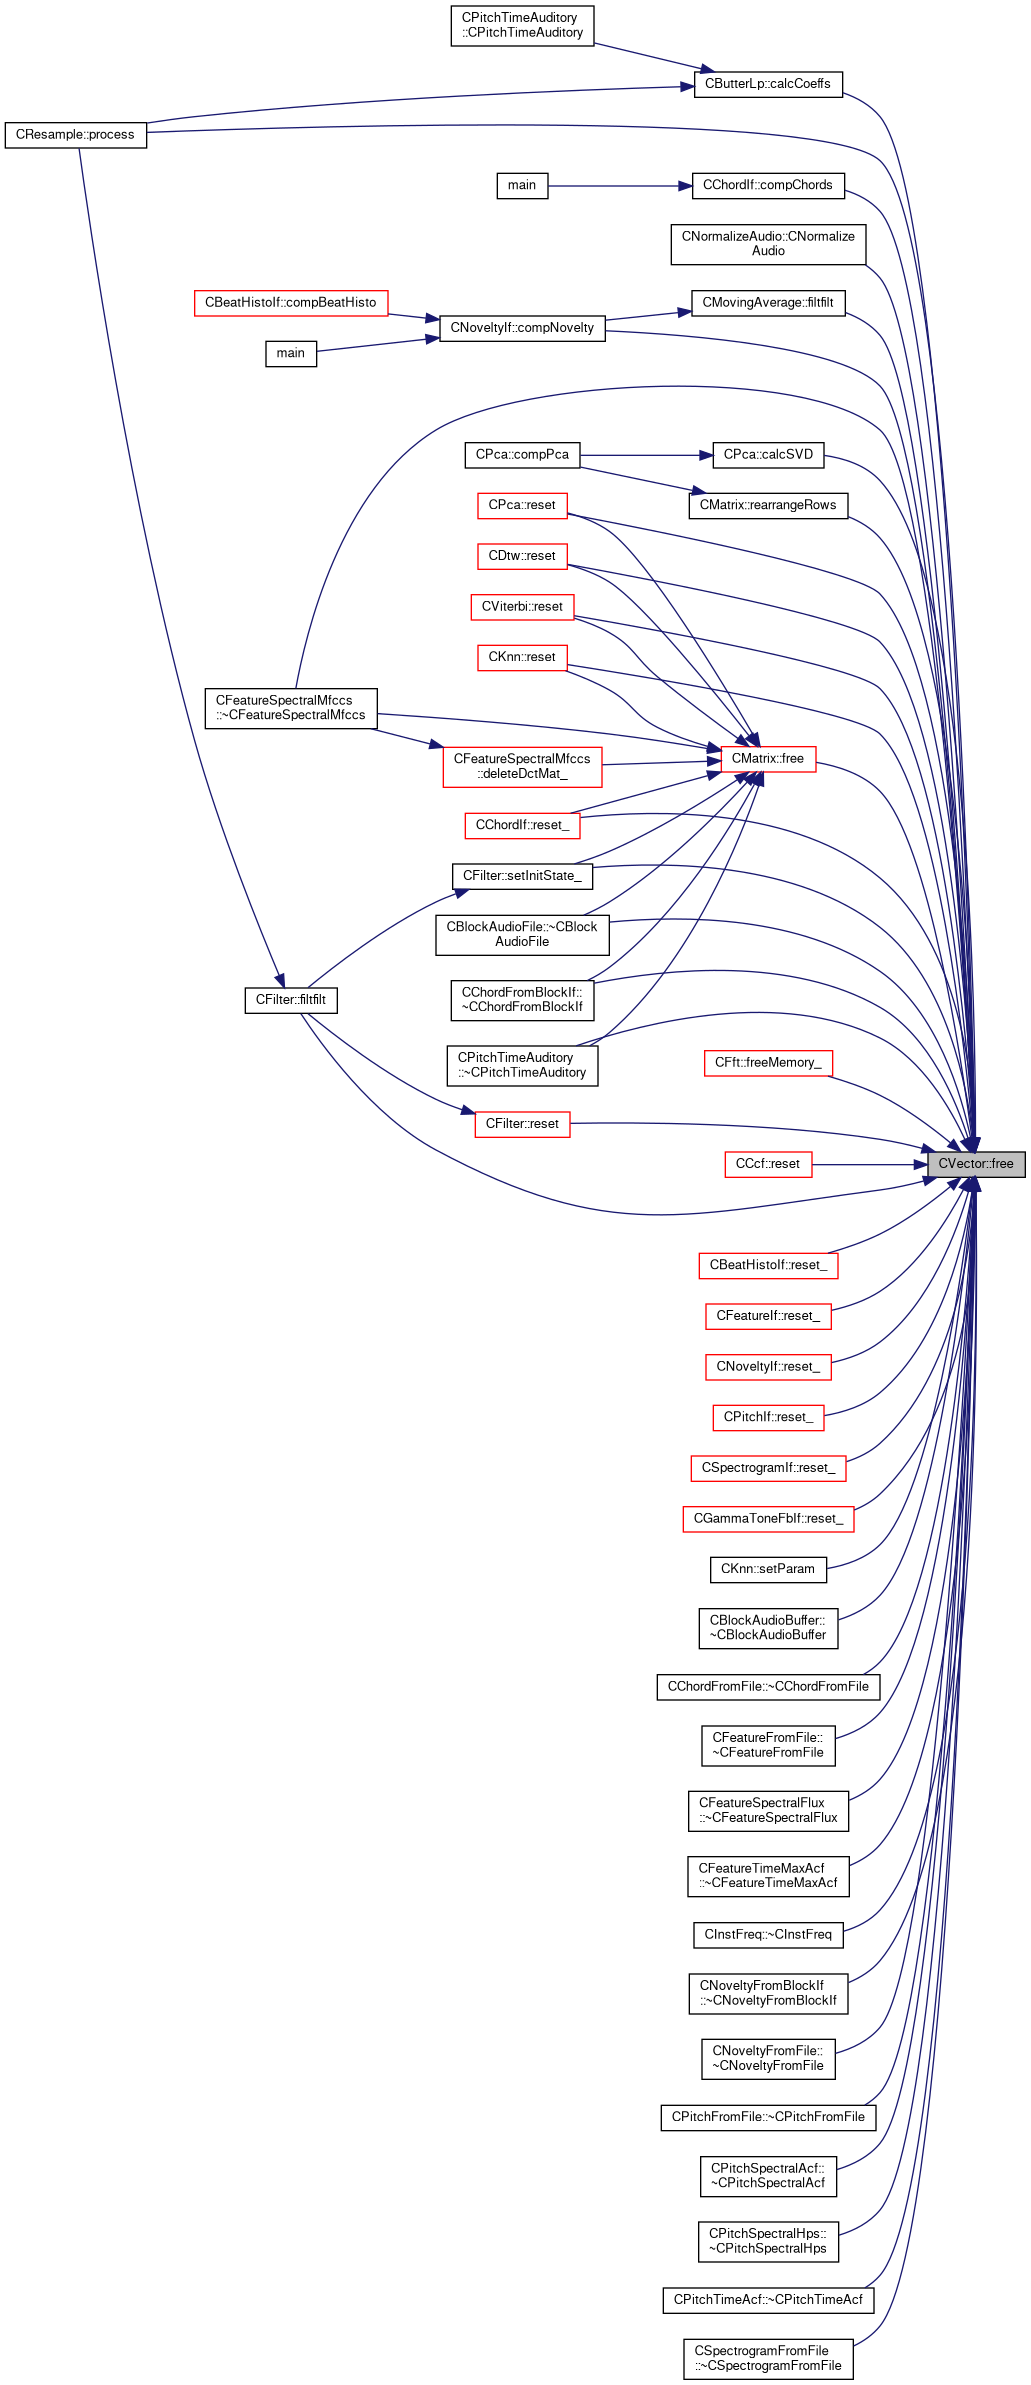 CPitchTimeAuditory
::CPitchTimeAuditory
CButterLp::calcCoeffs
CResample::process
main
CChordIf::compChords
CNormalizeAudio::CNormalize
Audio
CBeatHistoIf::compBeatHisto
CMovingAverage::filtfilt
CNoveltyIf::compNovelty
main
CPca::compPca
CPca::calcSVD
CPca::reset
CMatrix::rearrangeRows
CDtw::reset
CViterbi::reset
CKnn::reset
CFeatureSpectralMfccs
::~CFeatureSpectralMfccs
CFeatureSpectralMfccs
::deleteDctMat_
CMatrix::free
CChordIf::reset_
CFilter::setInitState_
CBlockAudioFile::~CBlock
AudioFile
CChordFromBlockIf::
~CChordFromBlockIf
CFilter::filtfilt
CPitchTimeAuditory
::~CPitchTimeAuditory
CFft::freeMemory_
CFilter::reset
CCcf::reset
CVector::free
CBeatHistoIf::reset_
CFeatureIf::reset_
CNoveltyIf::reset_
CPitchIf::reset_
CSpectrogramIf::reset_
CGammaToneFbIf::reset_
CKnn::setParam
CBlockAudioBuffer::
~CBlockAudioBuffer
CChordFromFile::~CChordFromFile
CFeatureFromFile::
~CFeatureFromFile
CFeatureSpectralFlux
::~CFeatureSpectralFlux
CFeatureTimeMaxAcf
::~CFeatureTimeMaxAcf
CInstFreq::~CInstFreq
CNoveltyFromBlockIf
::~CNoveltyFromBlockIf
CNoveltyFromFile::
~CNoveltyFromFile
CPitchFromFile::~CPitchFromFile
CPitchSpectralAcf::
~CPitchSpectralAcf
CPitchSpectralHps::
~CPitchSpectralHps
CPitchTimeAcf::~CPitchTimeAcf
CSpectrogramFromFile
::~CSpectrogramFromFile